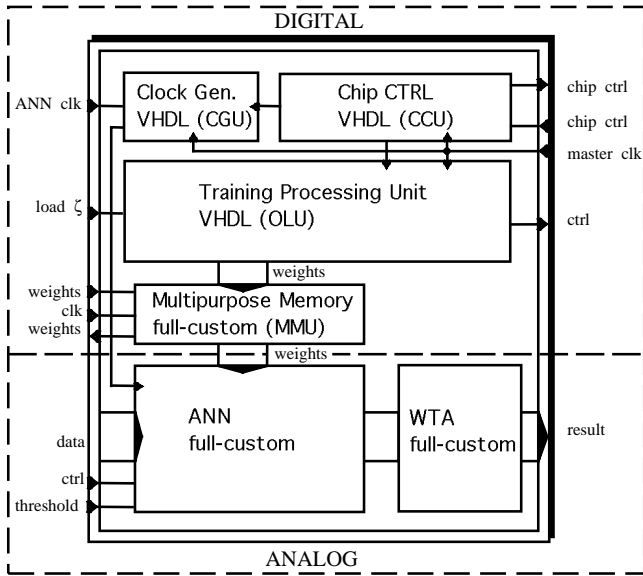 DIGITAL
ANN clk
Clock Gen.
VHDL (CGU)
Chip CTRL
VHDL (CCU)
chip ctrl
chip ctrl
master clk
load ζ
Training Processing Unit
VHDL (OLU)
ctrl
weights
weights
clk
weights
Multipurpose Memory
full-custom (MMU)
weights
ANN
full-custom
WTA
full-custom
data
ctrl
threshold
result
ANALOG